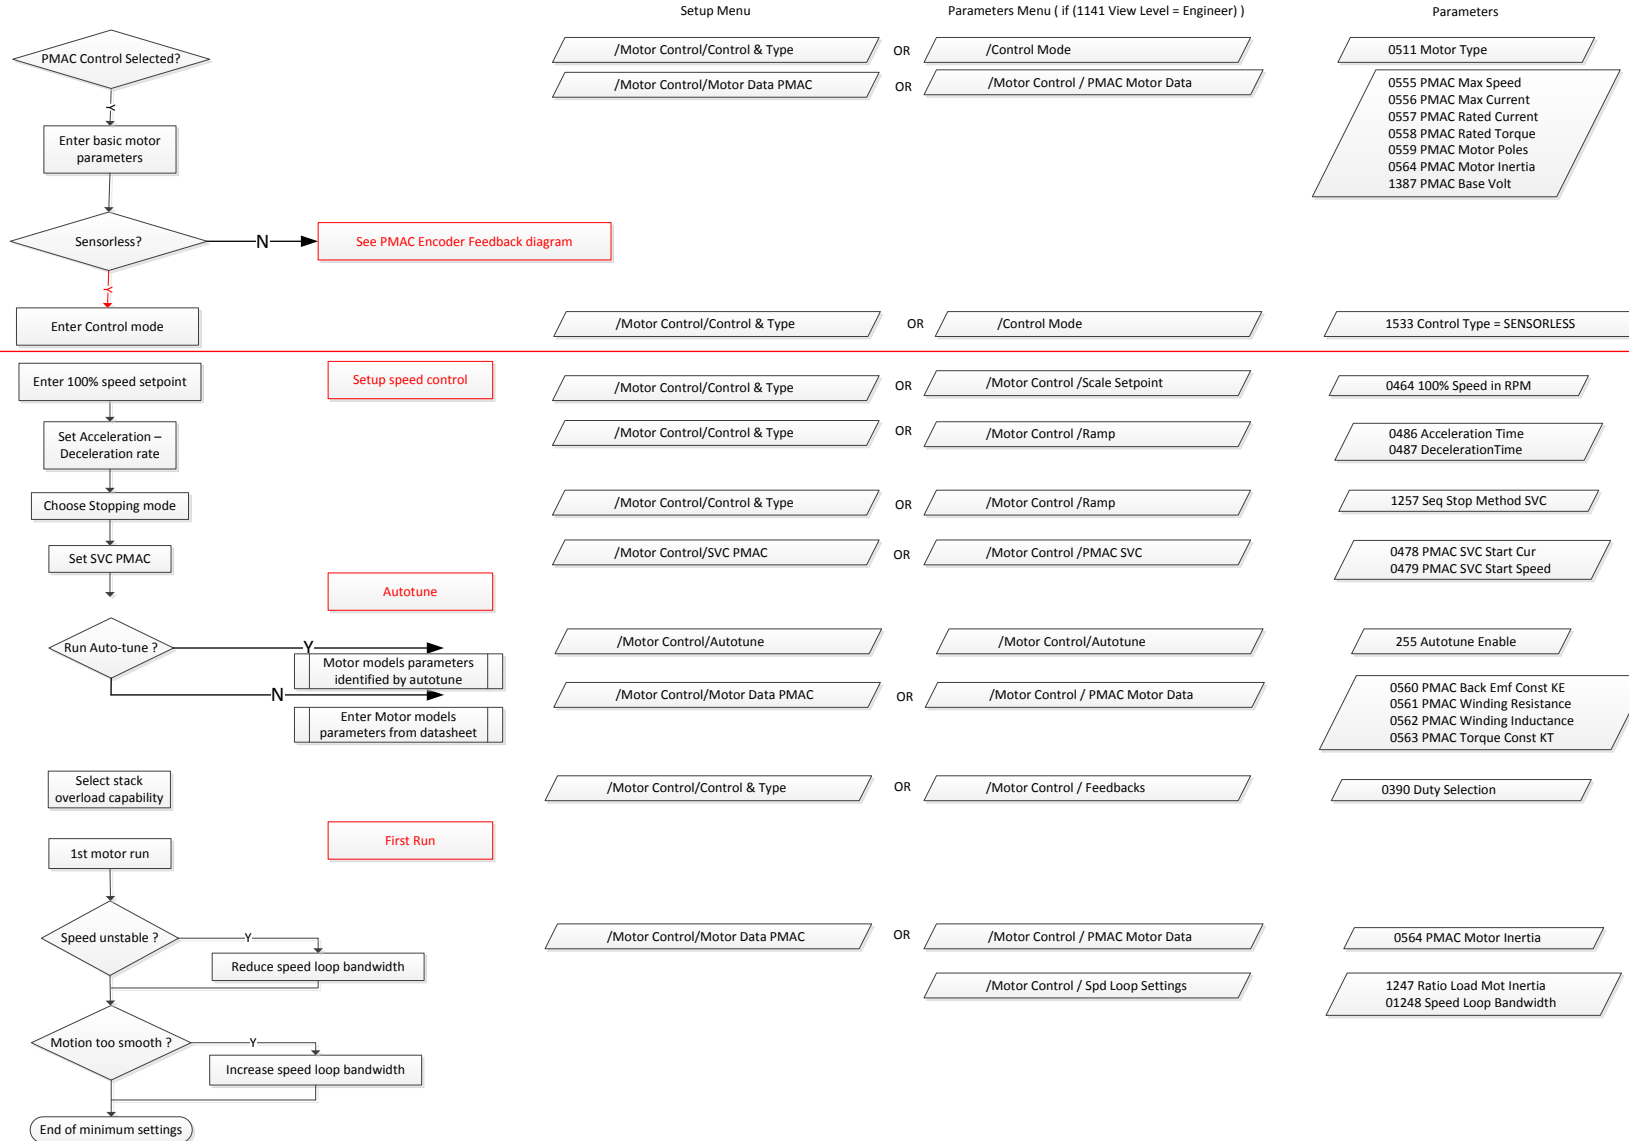 Setup Menu
Parameters Menu ( if (1141 View Level = Engineer) )
Parameters
PMAC Control Selected?
/Motor Control/Control & Type
OR
/Control Mode
0511 Motor Type
/Motor Control/Motor Data PMAC
OR
/Motor Control / PMAC Motor Data
0555 PMAC Max Speed
0556 PMAC Max Current
0557 PMAC Rated Current
0558 PMAC Rated Torque
0559 PMAC Motor Poles
0564 PMAC Motor Inertia
1387 PMAC Base Volt
Y
Enter basic motor
parameters
Sensorless?
N
See PMAC Encoder Feedback diagram
Y
Enter Control mode
/Motor Control/Control & Type
OR
/Control Mode
1533 Control Type = SENSORLESS
Enter 100% speed setpoint
Setup speed control
/Motor Control/Control & Type
OR
/Motor Control /Scale Setpoint
0464 100% Speed in RPM
Set Acceleration –
Deceleration rate
/Motor Control/Control & Type
OR
/Motor Control /Ramp
0486 Acceleration Time
0487 DecelerationTime
Choose Stopping mode
/Motor Control/Control & Type
OR
/Motor Control /Ramp
1257 Seq Stop Method SVC
Set SVC PMAC
/Motor Control/SVC PMAC
OR
/Motor Control /PMAC SVC
0478 PMAC SVC Start Cur
0479 PMAC SVC Start Speed
Autotune
Run Auto-tune ?
Y
/Motor Control/Autotune
/Motor Control/Autotune
255 Autotune Enable
Motor models parameters
identified by autotune
N
/Motor Control/Motor Data PMAC
OR
/Motor Control / PMAC Motor Data
0560 PMAC Back Emf Const KE
0561 PMAC Winding Resistance
0562 PMAC Winding Inductance
0563 PMAC Torque Const KT
Enter Motor models
parameters from datasheet
Select stack
overload capability
/Motor Control/Control & Type
OR
/Motor Control / Feedbacks
0390 Duty Selection
First Run
1st motor run
Speed unstable ?
Y
/Motor Control/Motor Data PMAC
OR
/Motor Control / PMAC Motor Data
0564 PMAC Motor Inertia
Reduce speed loop bandwidth
/Motor Control / Spd Loop Settings
1247 Ratio Load Mot Inertia
01248 Speed Loop Bandwidth
Motion too smooth ?
Y
Increase speed loop bandwidth
End of minimum settings